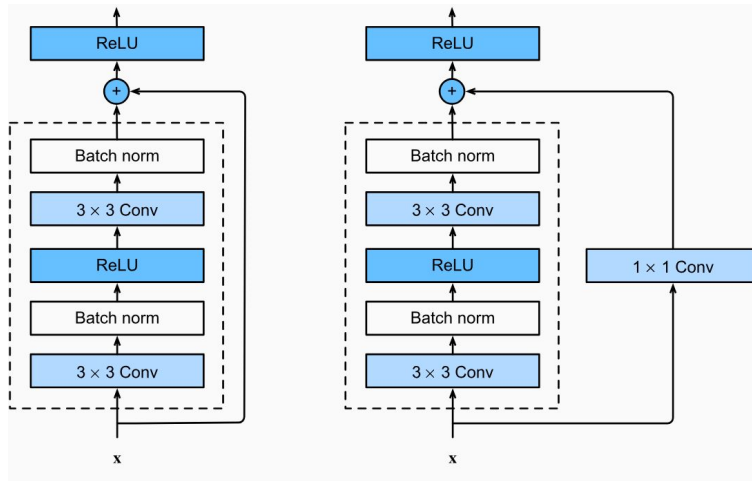 ReLU
+
Batch norm
3 × 3 Conv
ReLU
Batch norm
3 × 3 Conv
x
ReLU
+
Batch norm
3 × 3 Conv
ReLU
1 × 1 Conv
Batch norm
3 × 3 Conv
x